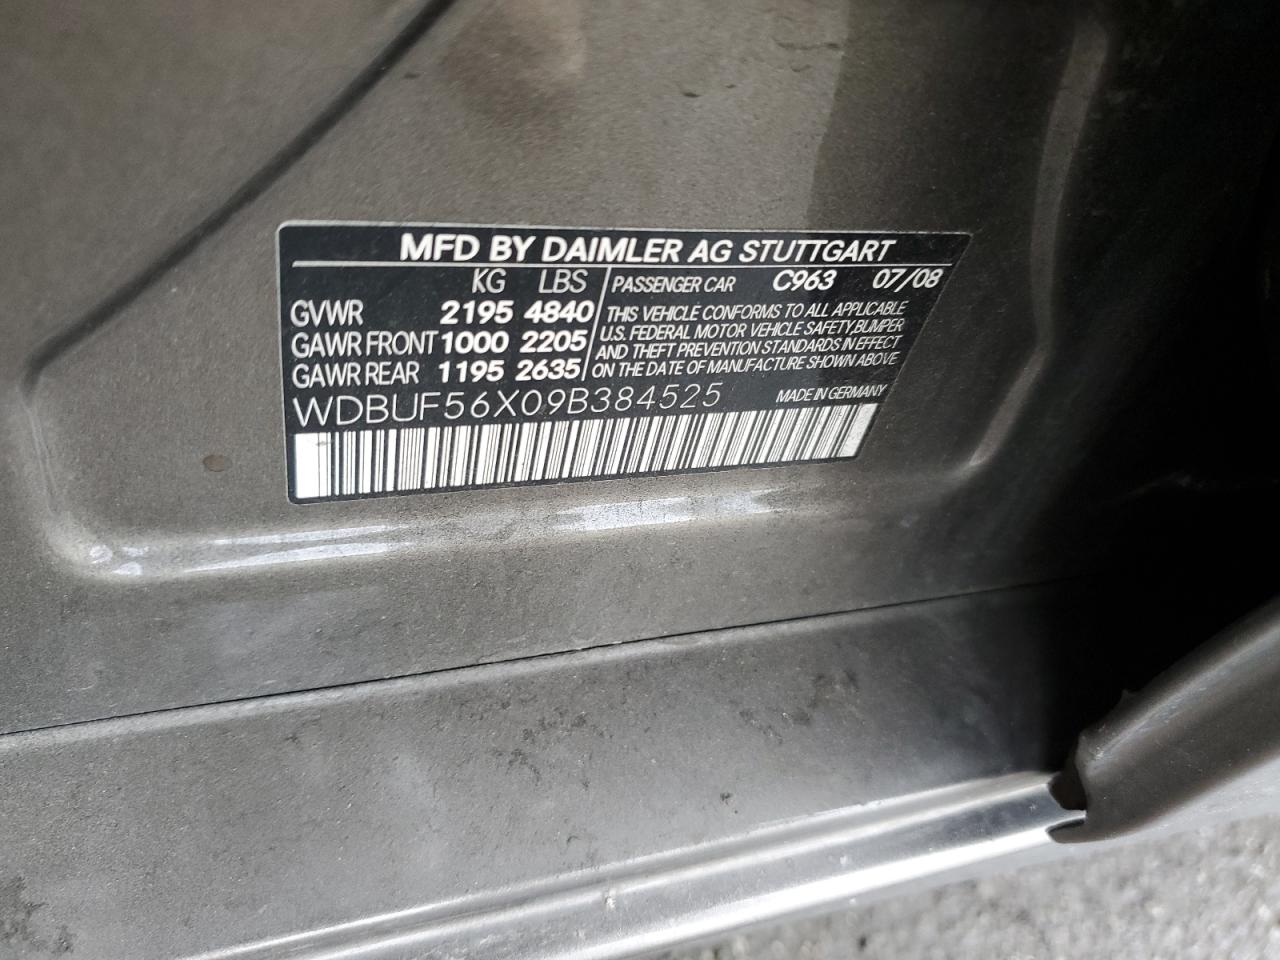 MFD BY DAIMLER AG STUTTGART
KG LBS
GVWR 2195 4840
GAWR FRONT 1000 2205
GAWR REAR 1195 2635
PASSENGER CAR C963 07/08
THIS VEHICLE CONFORMS TO ALL APPLICABLE
U.S. FEDERAL MOTOR VEHICLE SAFETY,BUMPER
AND THEFT PREVENTION STANDARDS IN EFFECT
ON THE DATE OF MANUFACTURE SHOWN ABOVE
WDBUF56X09B384525
MADE IN GERMANY